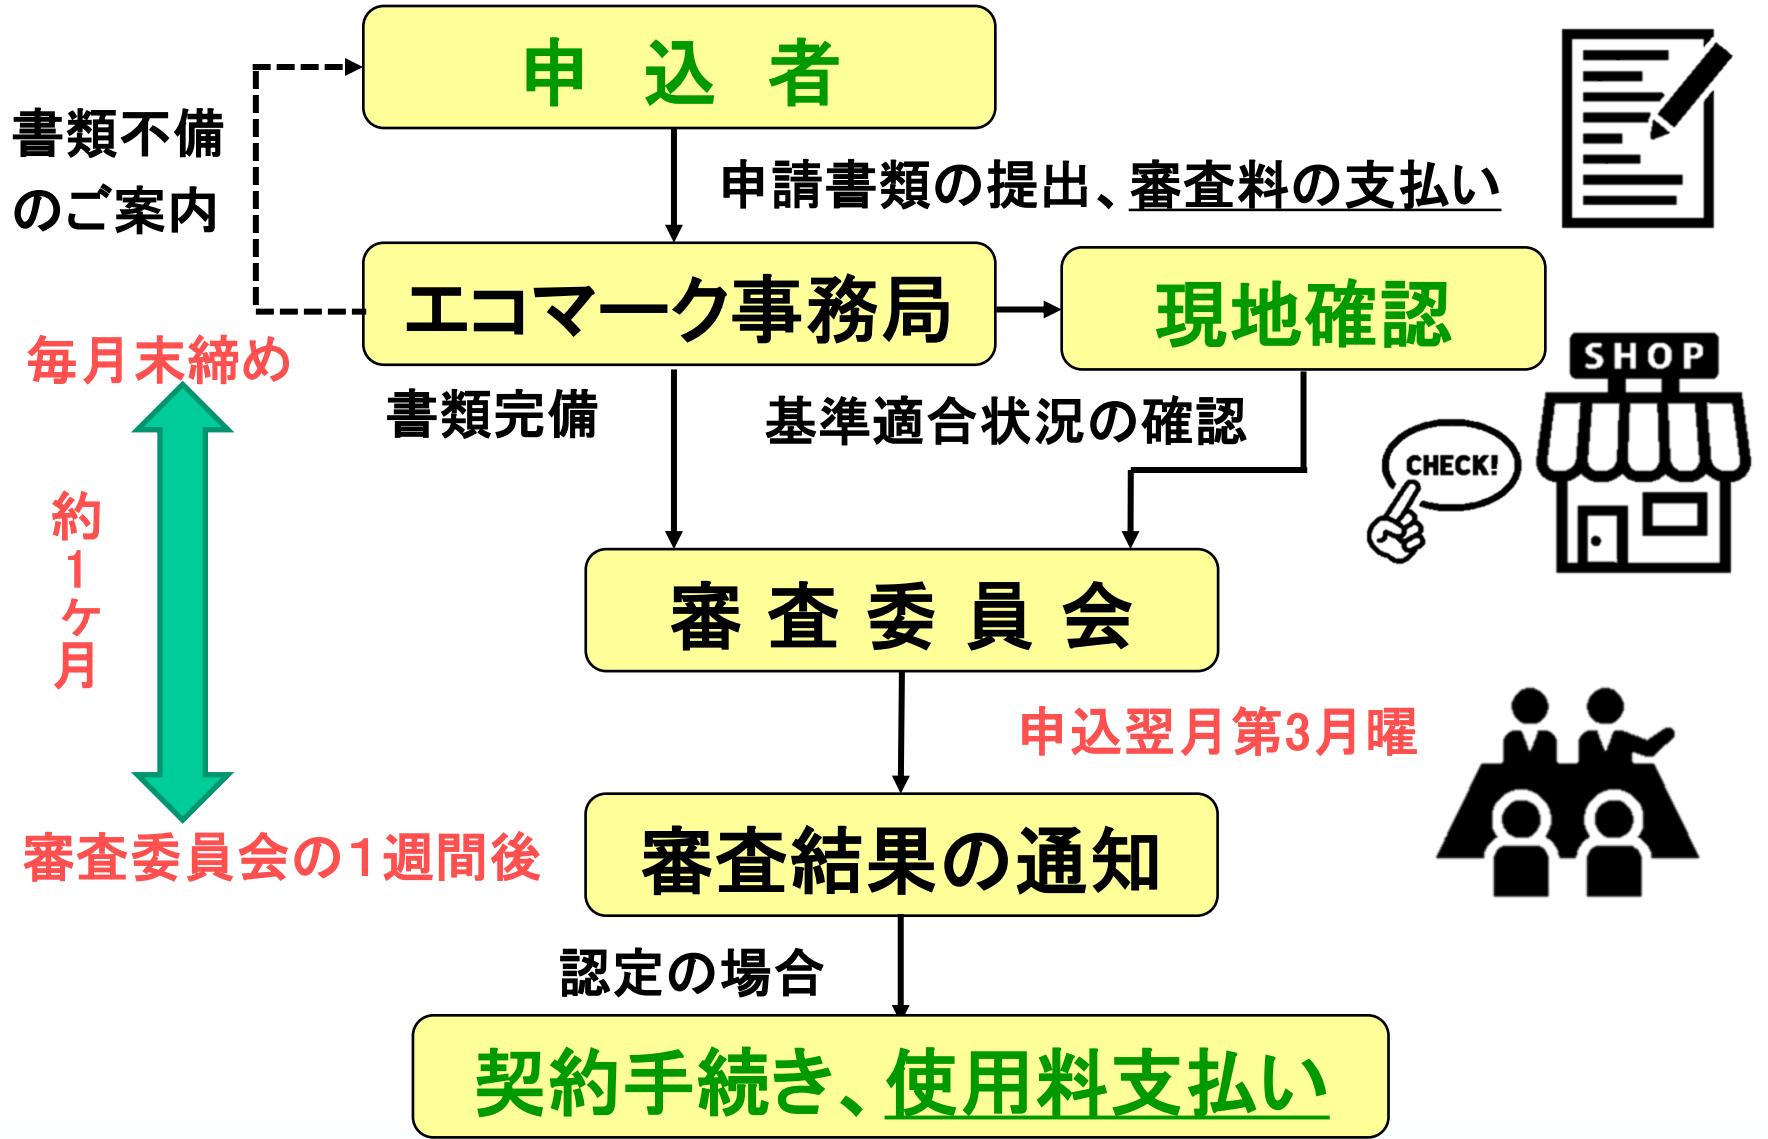 申込者
書類不備
のご案内
申請書類の提出、審査料の支払い
エコマーク事務局
現地確認
毎月末締め
書類完備
基準適合状況の確認
SHOP
CHECK!
約1ヶ月
審査委員会
申込翌月第3月曜
審査結果の通知
審査委員会の1週間後
認定の場合
契約手続き、使用料支払い